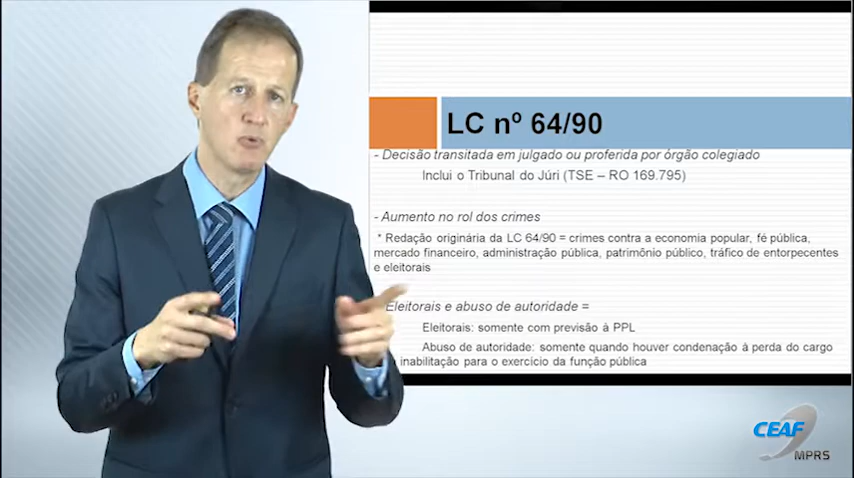 LC nº 64/90
- Decisão transitada em julgado ou proferida por órgão colegiado
Inclui o Tribunal do Júri (TSE – RO 169.795)
- Aumento no rol dos crimes
* Redação originária da LC 64/90 = crimes contra a economia popular, fé pública,
mercado financeiro, administração pública, patrimônio público, tráfico de entorpecentes
e eleitorais
Eleitorais e abuso de autoridade =
Eleitorais: somente com previsão à PPL
Abuso de autoridade: somente quando houver condenação à perda do cargo
inabilitação para o exercício da função pública
CEAF
MPRS